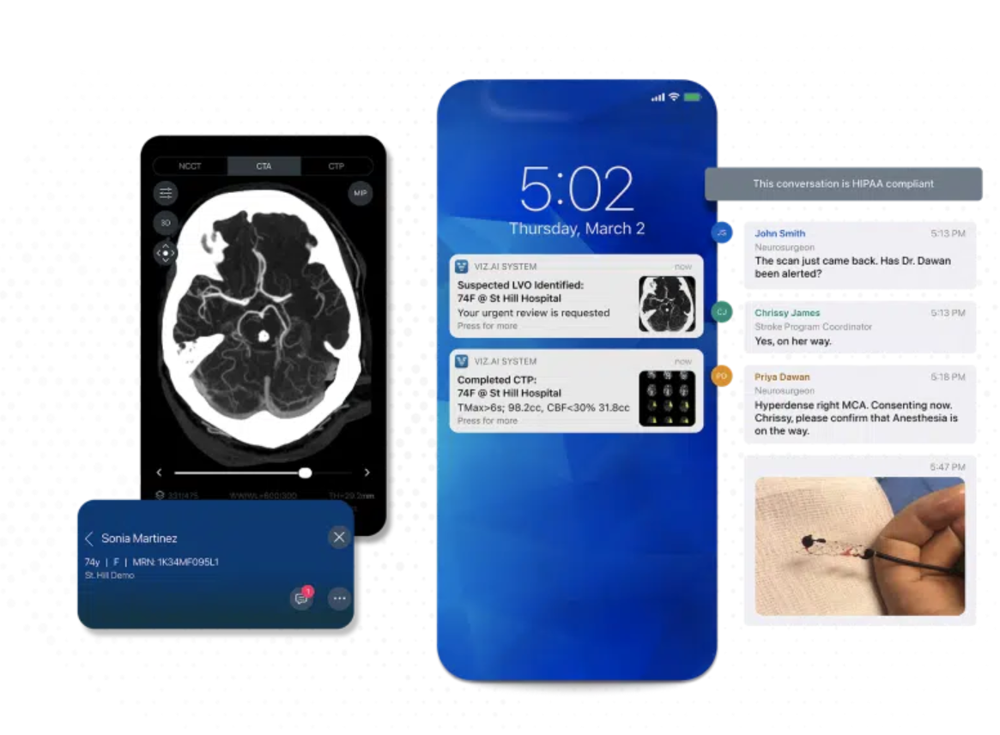 NCCT
CTA
CTP
MIP
3D
331/475
WW/WL=600/300
TH=29.2mm
Sonia Martinez
74y | F | MRN: 1K34MF095L1
St. Hill Demo
1
5:02
Thursday, March 2
VIZ.AI SYSTEM
now
Suspected LVO Identified:
74F @ St Hill Hospital
Your urgent review is requested
Press for more
VIZ.AI SYSTEM
now
Completed CTP:
74F @ St Hill Hospital
TMax>6s; 98.2cc, CBF<30% 31.8cc
Press for more
This conversation is HIPAA compliant
JS
John Smith
5:13 PM
Neurosurgeon
The scan just came back. Has Dr. Dawan
been alerted?
CJ
Chrissy James
5:13 PM
Stroke Program Coordinator
Yes, on her way.
PD
Priya Dawan
5:18 PM
Neurosurgeon
Hyperdense right MCA. Consenting now.
Chrissy, please confirm that Anesthesia is
on the way.
5:47 PM